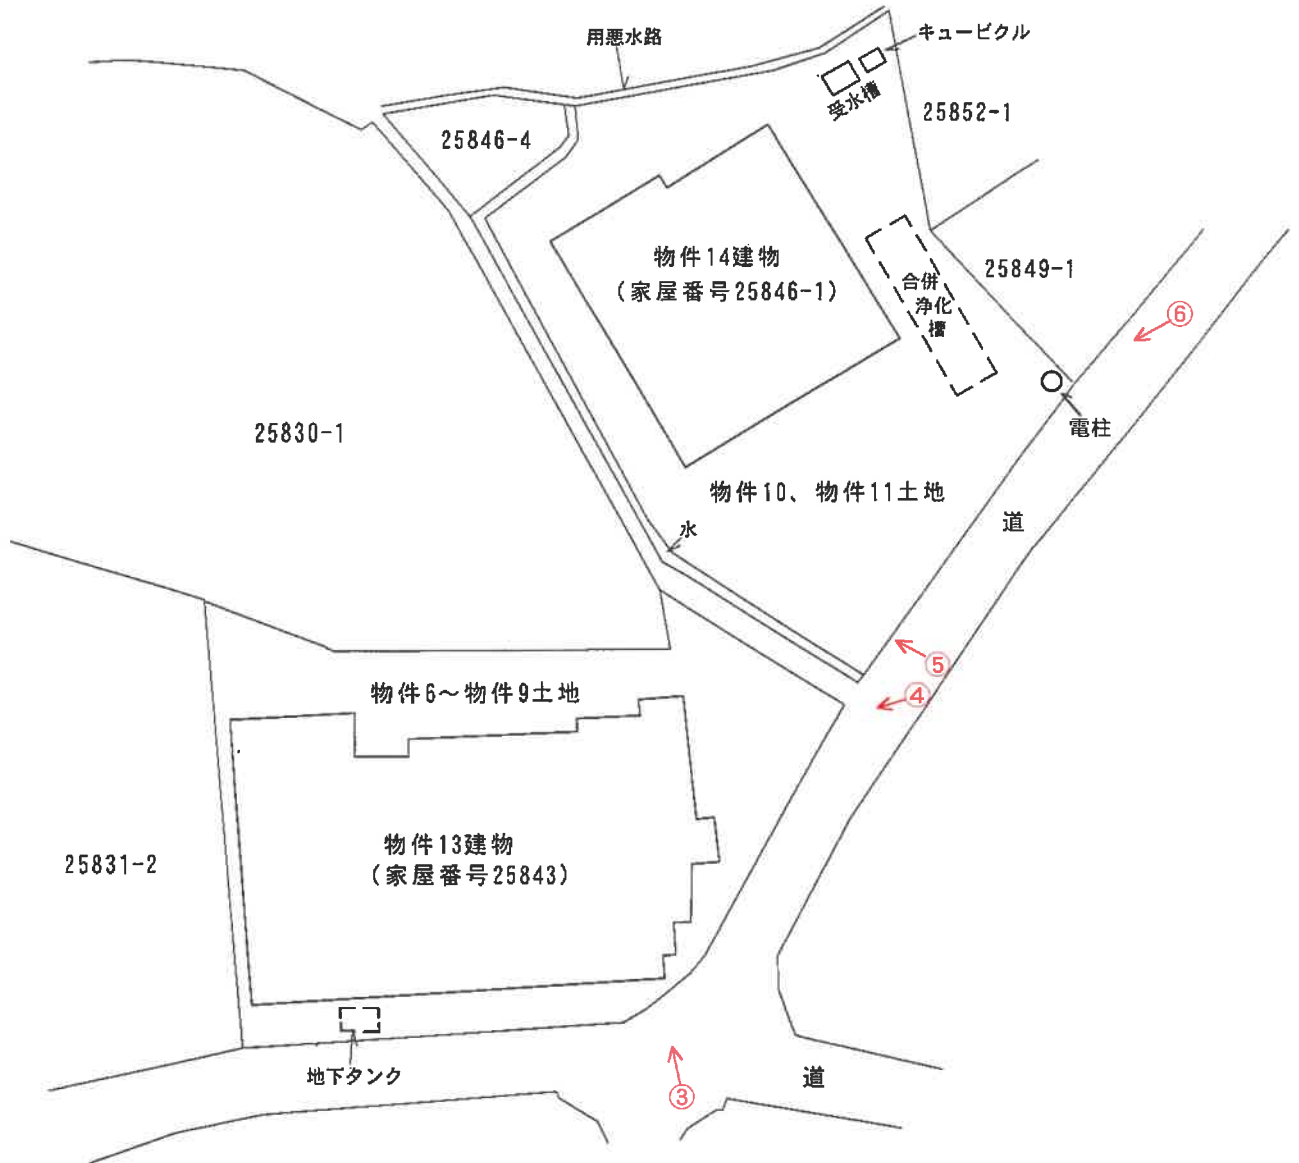 用悪水路
キュービクル
受水槽
25852-1
25846-4
物件14建物
(家屋番号25846-1)
合併
浄化
槽
25849-1
⑥
電柱
25830-1
物件10、物件11土地
道
水
⑤
④
物件6～物件9土地
物件13建物
(家屋番号25843)
25831-2
地下タンク
道
③